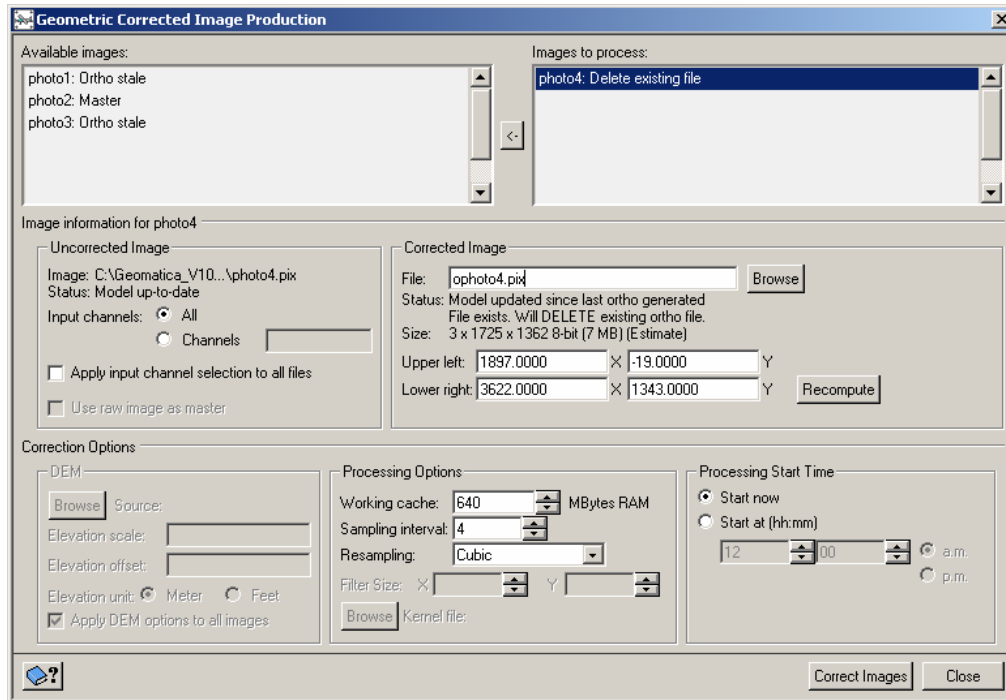 Geometric Corrected Image Production
Available images:
Images to process:
photo1: Ortho stale
photo2: Master
photo3: Ortho stale
<-
photo4: Delete existing file
Image information for photo4
Uncorrected Image
Image: C:\Geomatica_V10...\photo4.pix
Status: Model up-to-date
Input channels: All
Channels
Apply input channel selection to all files
Use raw image as master
Corrected Image
File: ophoto4.pix Browse
Status: Model updated since last ortho generated
File exists. Will DELETE existing ortho file.
Size: 3 x 1725 x 1362 8-bit (7 MB) (Estimate)
Upper left: 1897.0000 X -19.0000 Y
Lower right: 3622.0000 X 1343.0000 Y Recompute
Correction Options
DEM
Browse Source:
Elevation scale:
Elevation offset:
Elevation unit: Meter Feet
Apply DEM options to all images
Processing Options
Working cache: 640 MBytes RAM
Sampling interval: 4
Resampling: Cubic
Filter Size: X Y
Browse Kernel file:
Processing Start Time
Start now
Start at (hh:mm)
12 00 a.m.
p.m.
? Correct Images Close